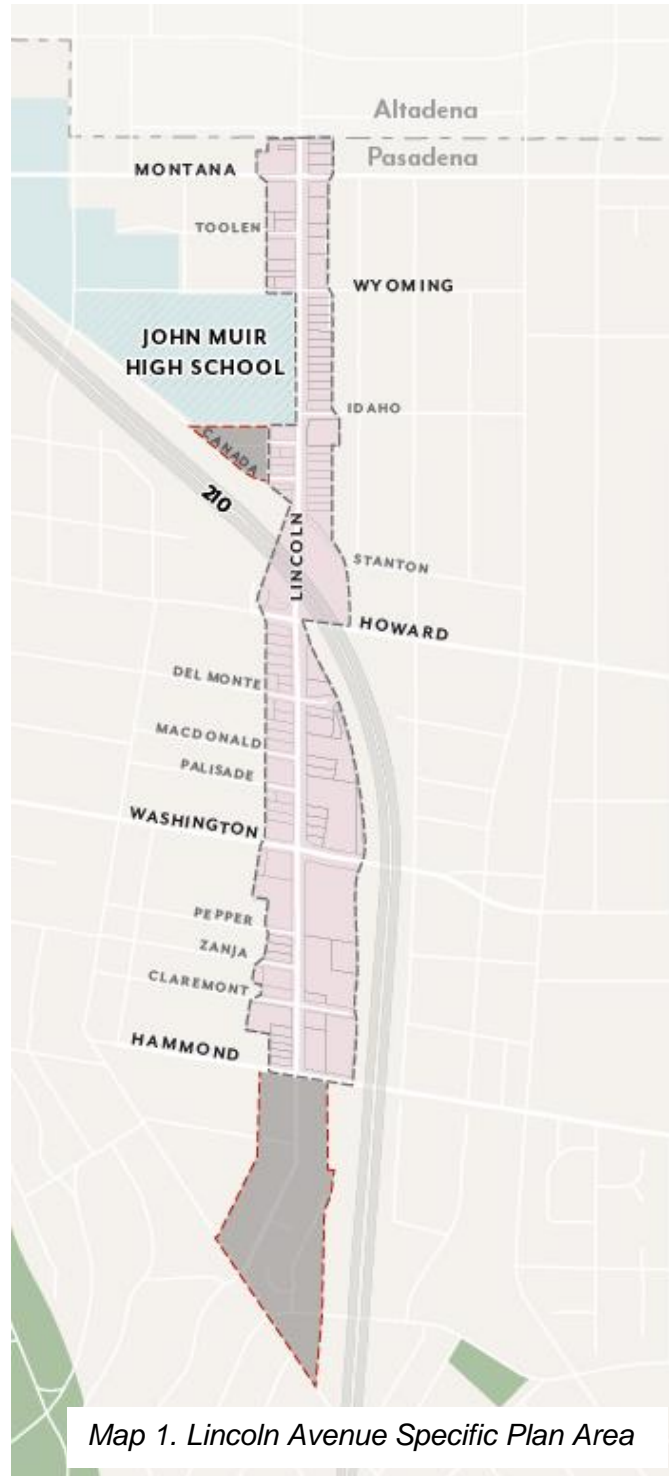 Altadena
Pasadena
MONTANA
TOOLEN
WYOMING
JOHN MUIR
HIGH SCHOOL
IDAHO
CANADA
210
LINCOLN
STANTON
HOWARD
DEL MONTE
MACDONALD
PALISADE
WASHINGTON
PEPPER
ZANJA
CLAREMONT
HAMMOND
Map 1. Lincoln Avenue Specific Plan Area